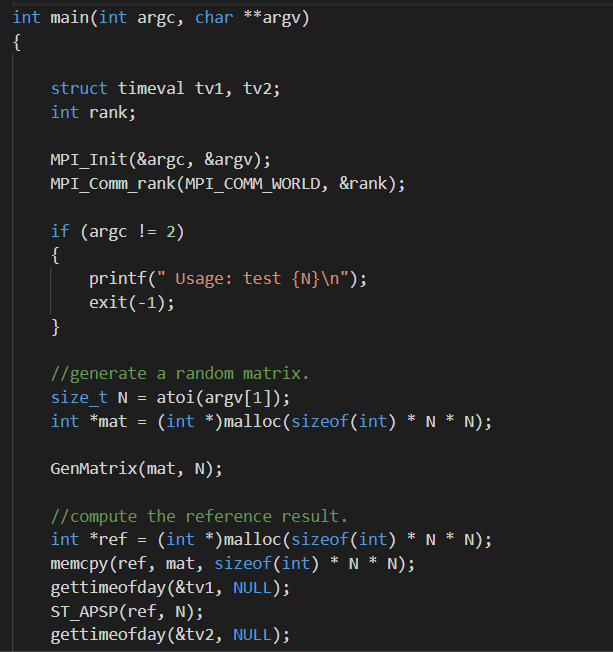 int main(int argc, char **argv)
{
struct timeval tv1, tv2;
int rank;
MPI_Init(&argc, &argv);
MPI_Comm_rank(MPI_COMM_WORLD, &rank);
if (argc != 2)
{
printf(" Usage: test {N}\n");
exit(-1);
}
//generate a random matrix.
size_t N = atoi(argv[1]);
int *mat = (int *)malloc(sizeof(int) * N * N);
GenMatrix(mat, N);
//compute the reference result.
int *ref = (int *)malloc(sizeof(int) * N * N);
memcpy(ref, mat, sizeof(int) * N * N);
gettimeofday(&tv1, NULL);
ST_APSP(ref, N);
gettimeofday(&tv2, NULL);